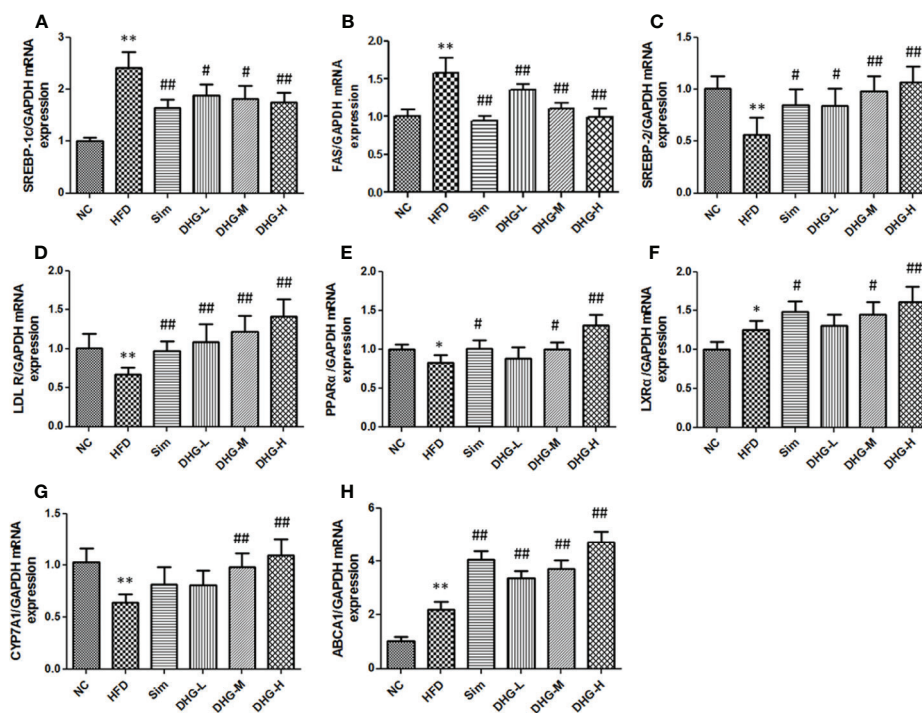 A
SREBP-1c/GAPDH mRNA
expression
3
2
1
0
**
##
#
#
##
NC
HFD
Sim
DHG-L
DHG-M
DHG-H
B
FAS/GAPDH mRNA
expression
2.0
1.5
1.0
0.5
0.0
**
##
##
##
##
NC
HFD
Sim
DHG-L
DHG-M
DHG-H
C
SREBP-2/GAPDH mRNA
expression
1.5
1.0
0.5
0.0
**
#
#
##
##
NC
HFD
Sim
DHG-L
DHG-M
DHG-H
D
LDL R/GAPDH mRNA
expression
2.0
1.5
1.0
0.5
0.0
**
##
##
##
##
NC
HFD
Sim
DHG-L
DHG-M
DHG-H
E
PPARα/GAPDH mRNA
expression
2.0
1.5
1.0
0.5
0.0
*
#
#
##
NC
HFD
Sim
DHG-L
DHG-M
DHG-H
F
LXRα/GAPDH mRNA
expression
2.0
1.5
1.0
0.5
0.0
*
#
#
##
NC
HFD
Sim
DHG-L
DHG-M
DHG-H
G
CYP7A1/GAPDH mRNA
expression
1.5
1.0
0.5
0.0
**
##
##
NC
HFD
Sim
DHG-L
DHG-M
DHG-H
H
ABCA1/GAPDH mRNA
expression
6
4
2
0
**
##
##
##
##
NC
HFD
Sim
DHG-L
DHG-M
DHG-H